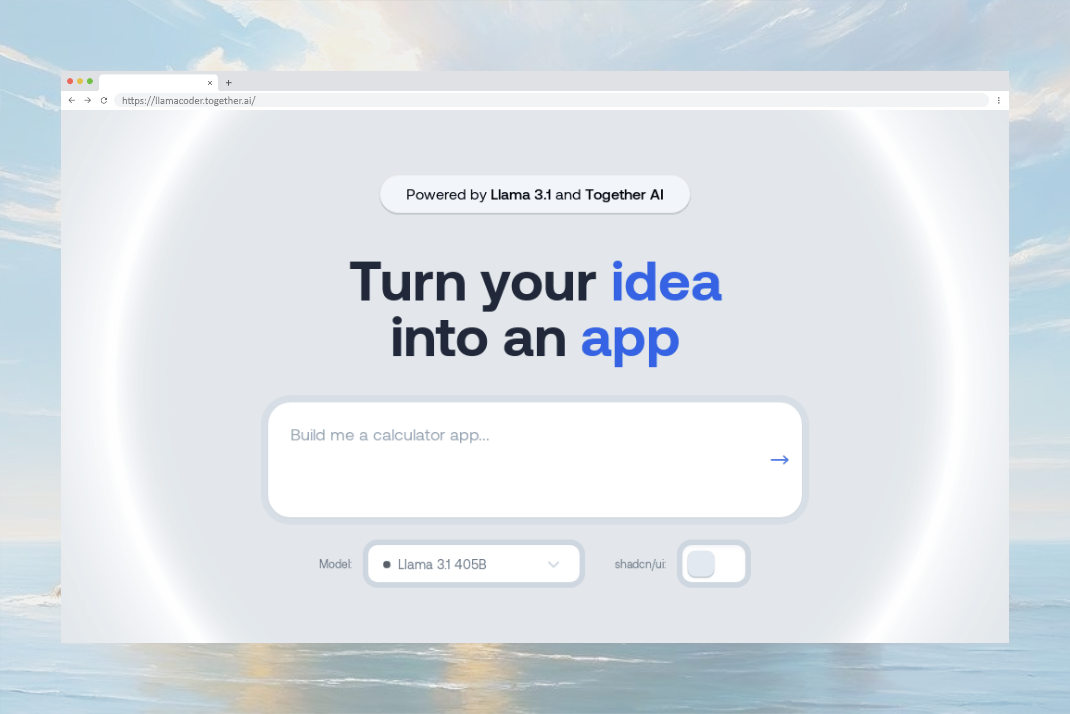 https://llamacoder.together.ai/
Powered by Llama 3.1 and Together AI
Turn your idea
into an app
Build me a calculator app...
Model: Llama 3.1 405B shadcn/ui: